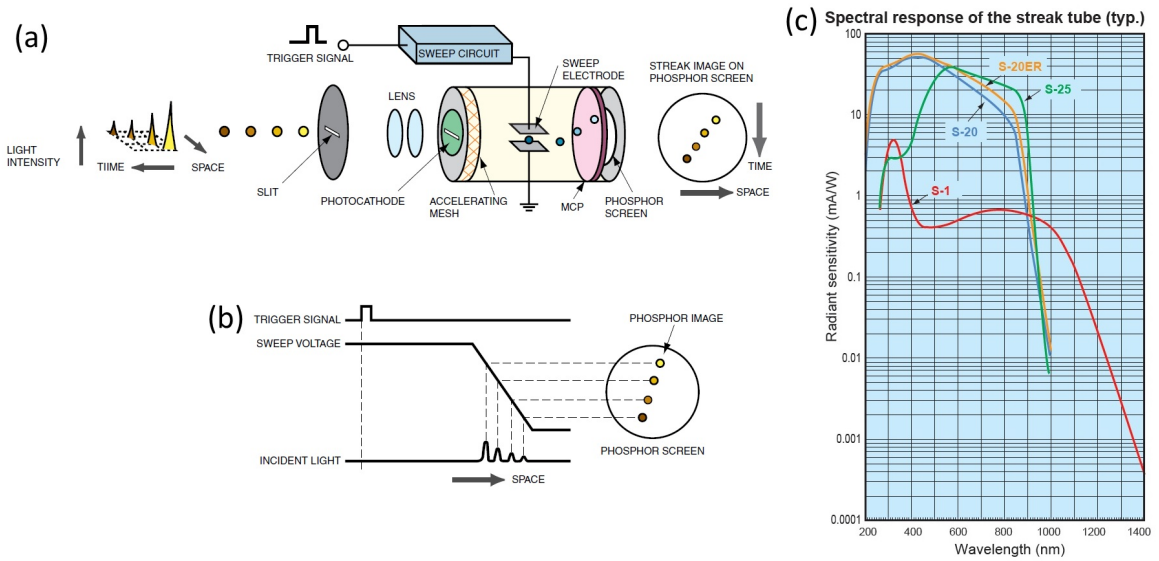 (a)
TRIGGER SIGNAL
SWEEP CIRCUIT
SWEEP
ELECTRODE
STREAK IMAGE ON
PHOSPHOR SCREEN
LENS
LIGHT
INTENSITY
TIIME
SPACE
SLIT
PHOTOCATHODE
ACCELERATING
MESH
MCP
PHOSPHOR
SCREEN
TIME
SPACE
(b)
TRIGGER SIGNAL
SWEEP VOLTAGE
INCIDENT LIGHT
SPACE
PHOSPHOR IMAGE
PHOSPHOR SCREEN
(c)
Spectral response of the streak tube (typ.)
Radiant sensitivity (mA/W)
100
10
1
0.1
0.01
0.001
0.0001
S-20ER
S-25
S-20
S-1
200 400 600 800 1000 1200 1400
Wavelength (nm)